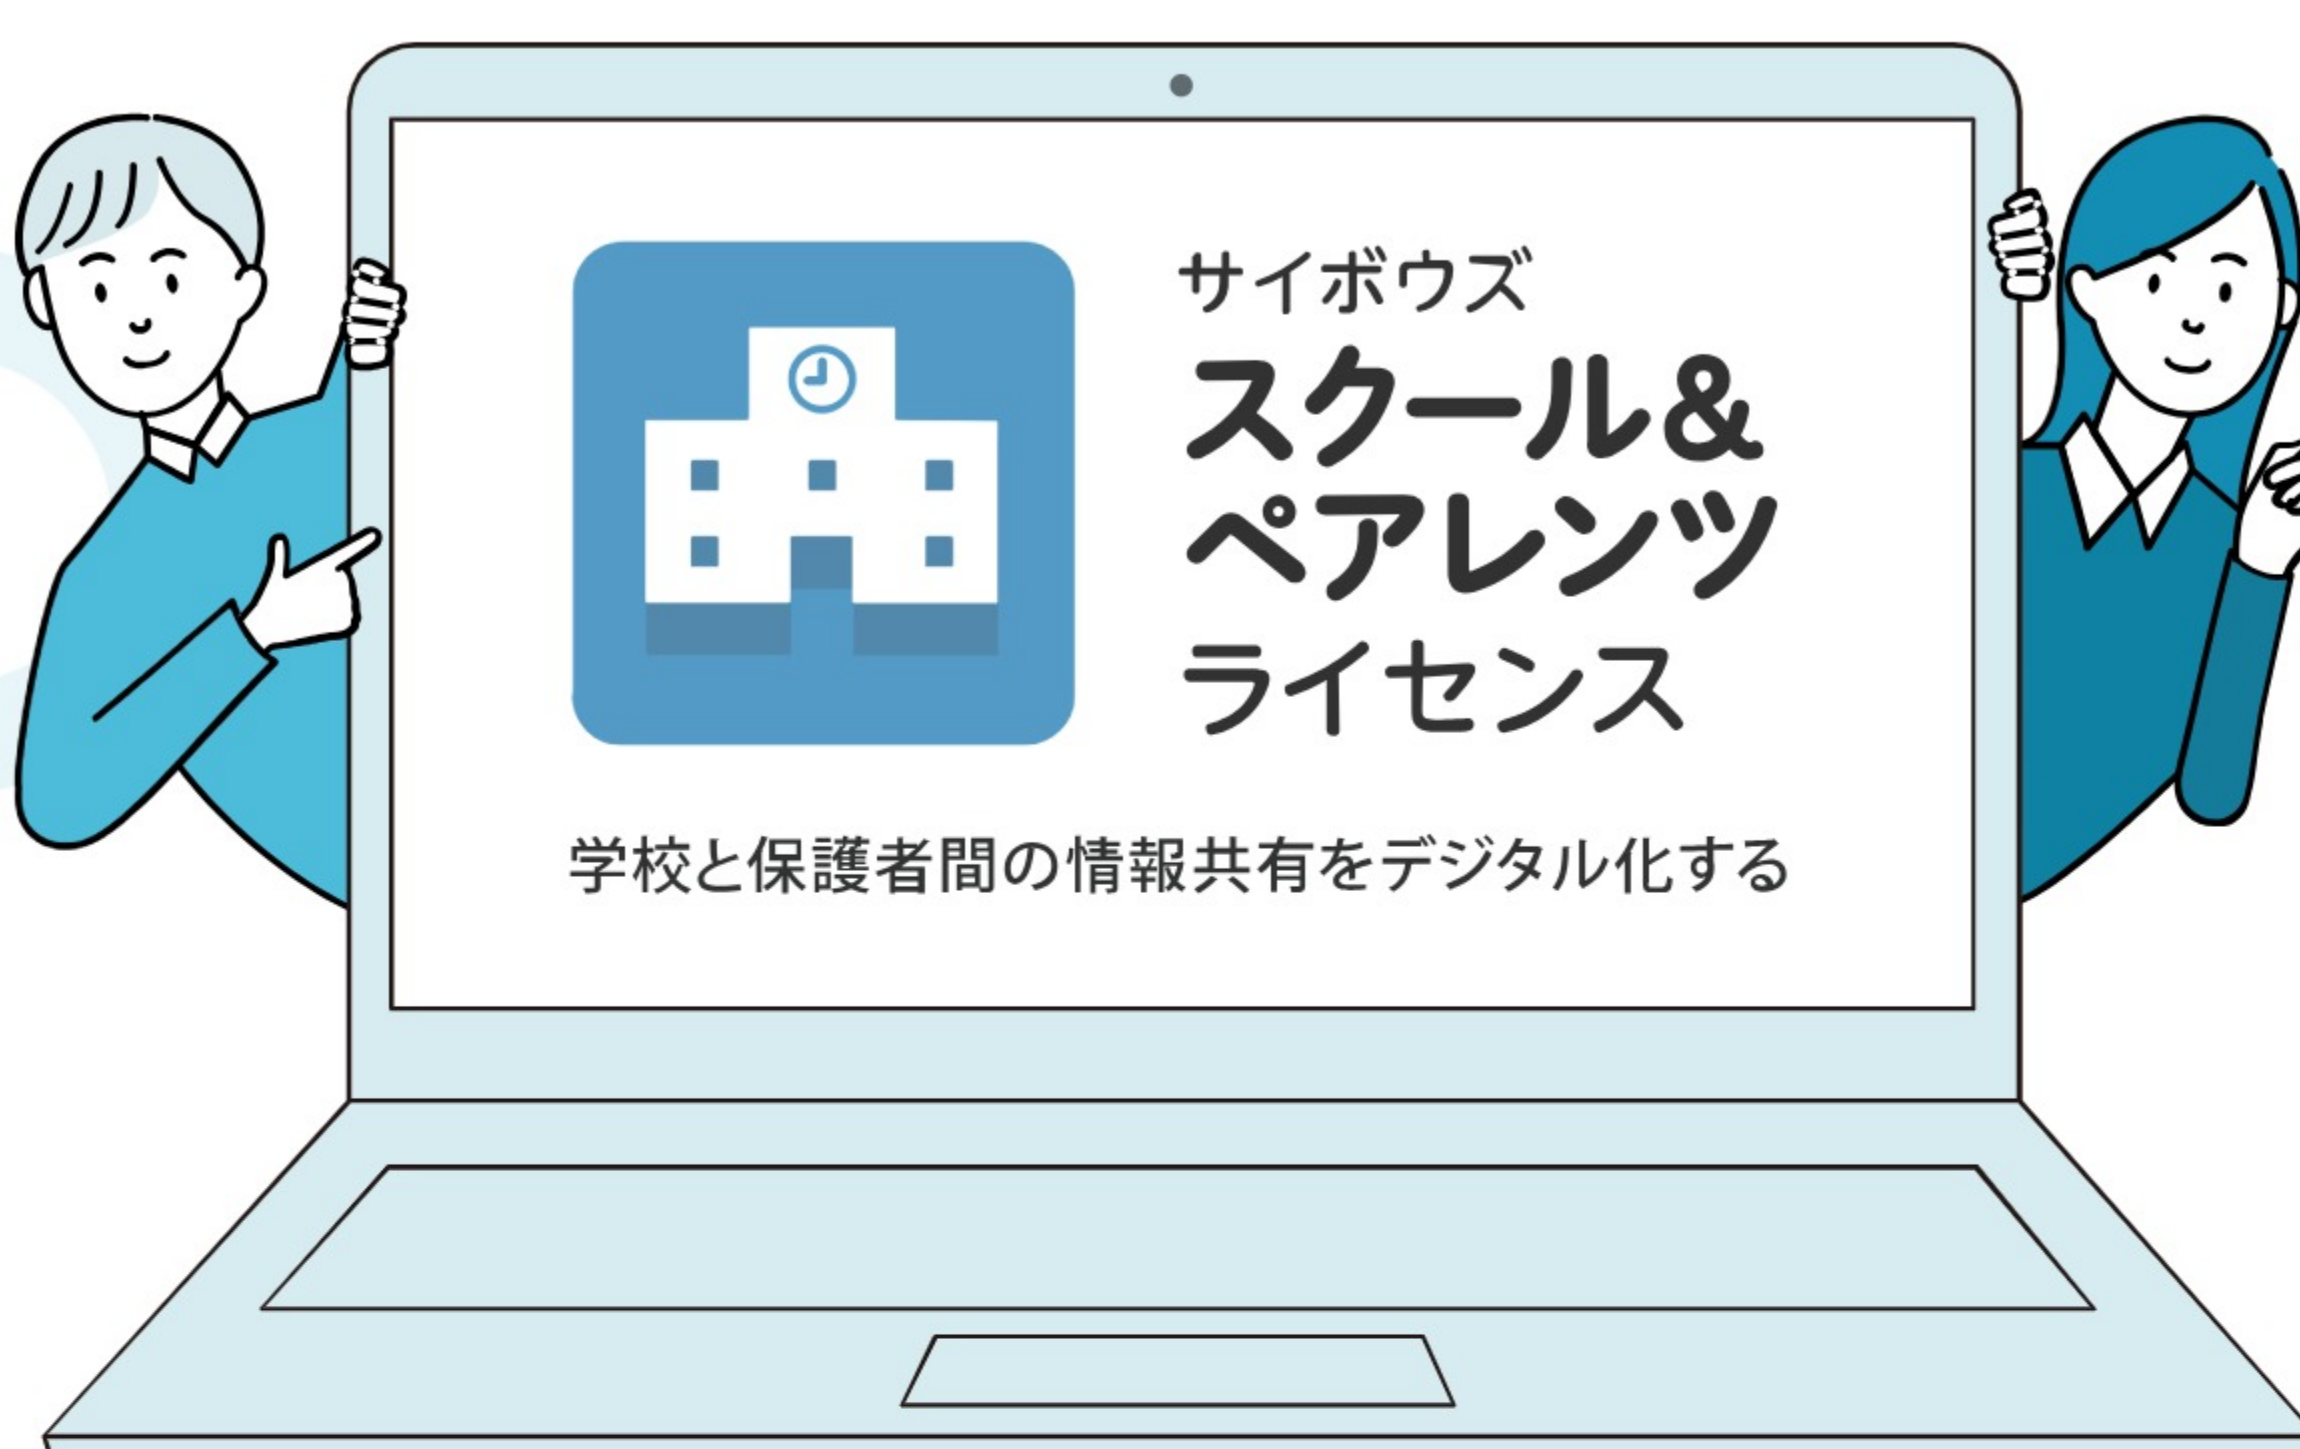 サイボウズ
スクール&
ペアレンツ
ライセンス
学校と保護者間の情報共有をデジタル化する